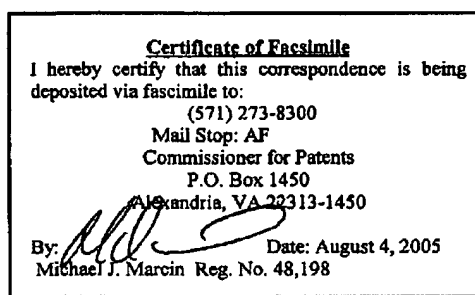 Certificate of Facsimile
I hereby certify that this correspondence is being
deposited via fascimile to:
(571) 273-8300
Mail Stop: AF
Commissioner for Patents
P.O. Box 1450
Alexandria, VA 22313-1450
By: Date: August 4, 2005
Michael J. Marcin Reg. No. 48,198